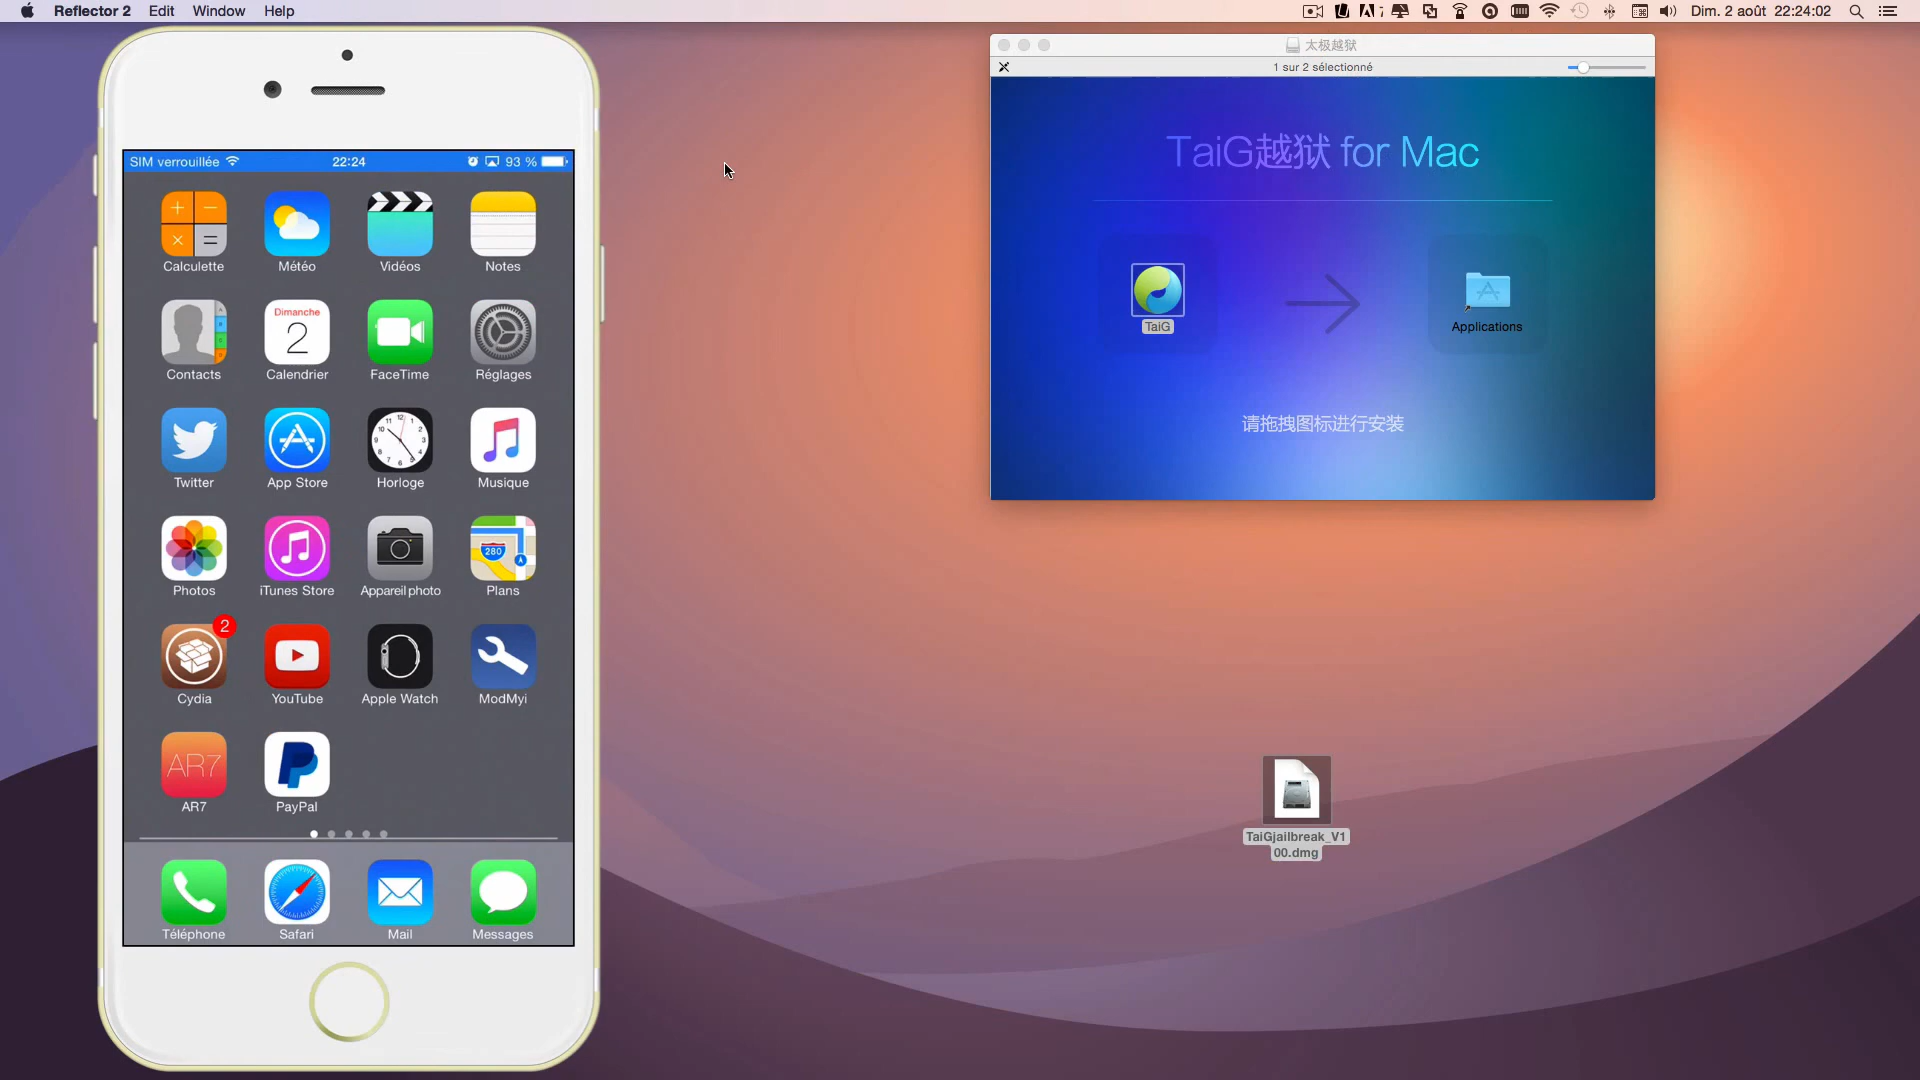 Reflector 2 Edit Window Help
Dim. 2 août 22:24:02
太极越狱
1 sur 2 sélectionné
TaiG越狱 for Mac
TaiG
Applications
请拖拽图标进行安装
TaiGjailbreak_V1
00.dmg
SIM verrouillée 22:24 93 %
Calculette Météo Vidéos Notes
Dimanche
2
Contacts Calendrier FaceTime Réglages
Twitter App Store Horloge Musique
280
Photos iTunes Store Appareil photo Plans
2
Cydia YouTube Apple Watch ModMyi
AR7
AR7 PayPal
Téléphone Safari Mail Messages